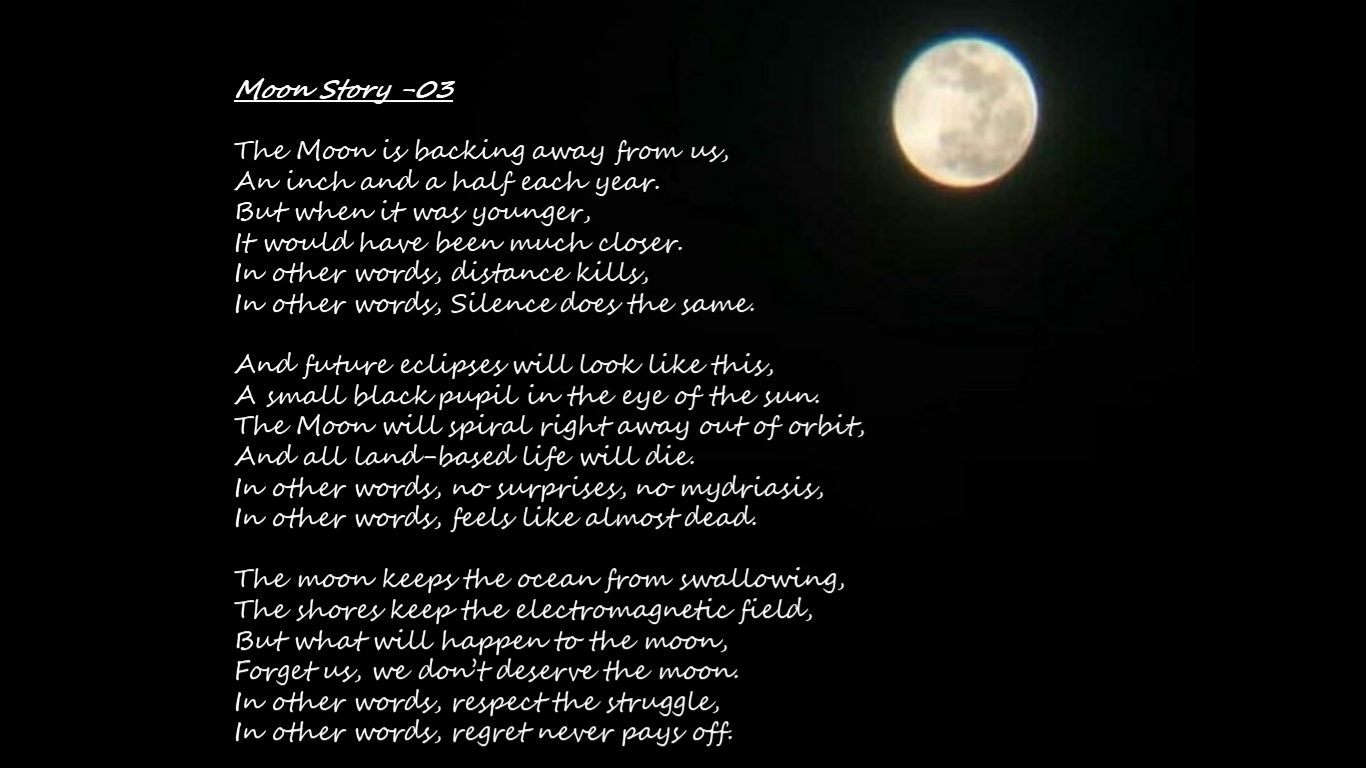 Moon Story -03
The Moon is backing away from us,
An inch and a half each year.
But when it was younger,
It would have been much closer.
In other words, distance kills,
In other words, Silence does the same.
And future eclipses will look like this,
A small black pupil in the eye of the sun.
The Moon will spiral right away out of orbit,
And all land-based life will die.
In other words, no surprises, no mydriasis,
In other words, feels like almost dead.
The moon keeps the ocean from swallowing,
The shores keep the electromagnetic field,
But what will happen to the moon,
Forget us, we don't deserve the moon.
In other words, respect the struggle,
In other words, regret never pays off.